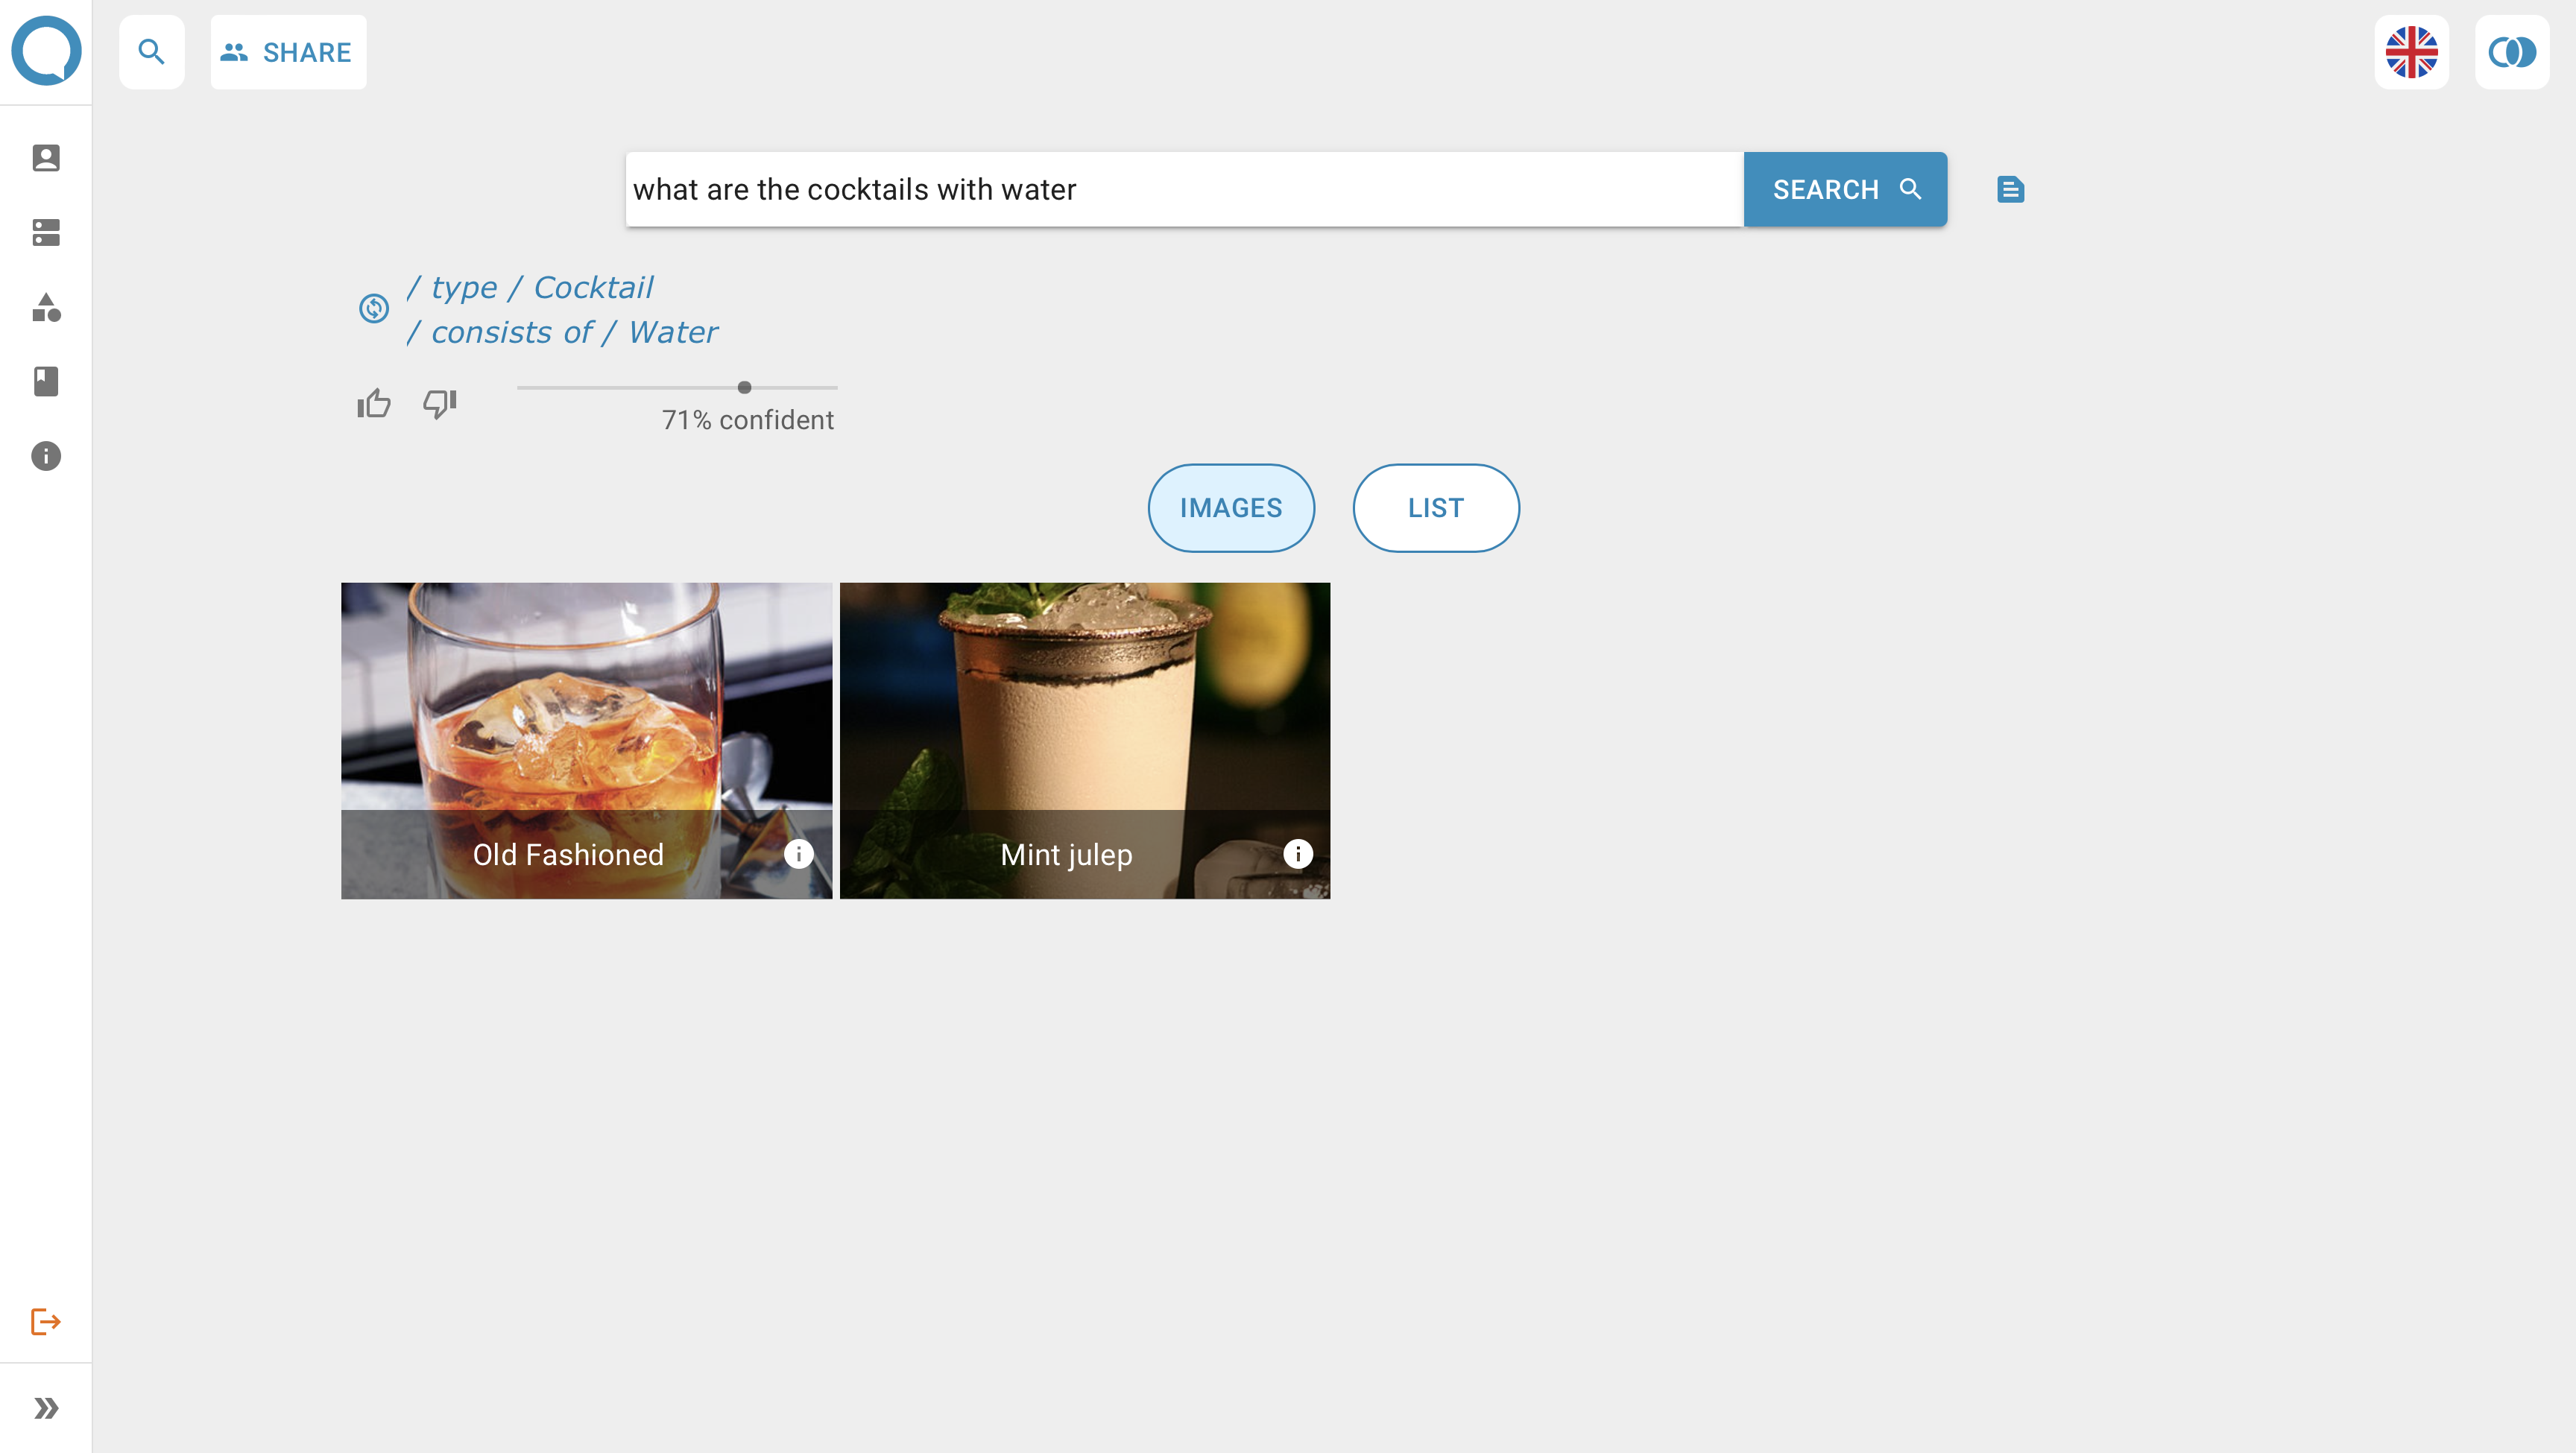 SHARE
what are the cocktails with water
SEARCH
/ type / Cocktail
/ consists of / Water
71% confident
IMAGES
LIST
Old Fashioned
Mint julep